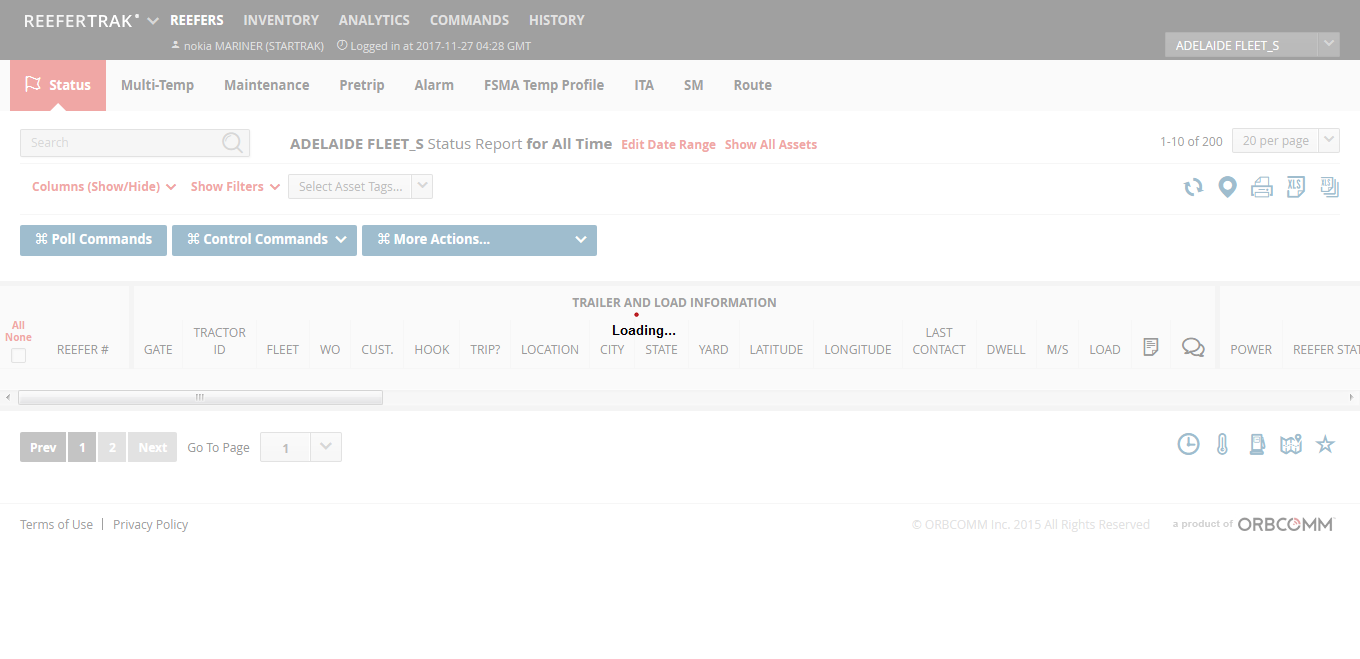 REEFERTRAK REEFERS INVENTORY ANALYTICS COMMANDS HISTORY
nokia MARINER (STARTRAK) Logged in at 2017-11-27 04:28 GMT
ADELAIDE FLEET_S
Status Multi-Temp Maintenance Pretrip Alarm FSMA Temp Profile ITA SM Route
Search
ADELAIDE FLEET_S Status Report for All Time Edit Date Range Show All Assets
1-10 of 200 20 per page
Columns (Show/Hide) Show Filters Select Asset Tags...
XLS XLS
⌘ Poll Commands ⌘ Control Commands ⌘ More Actions...
TRAILER AND LOAD INFORMATION
Loading...
All
None
REEFER # GATE TRACTOR ID FLEET WO CUST. HOOK TRIP? LOCATION CITY STATE YARD LATITUDE LONGITUDE LAST CONTACT DWELL M/S LOAD POWER REEFER STAT
Prev 1 2 Next Go To Page 1
Terms of Use | Privacy Policy
© ORBCOMM Inc. 2015 All Rights Reserved a product of ORBCOMM